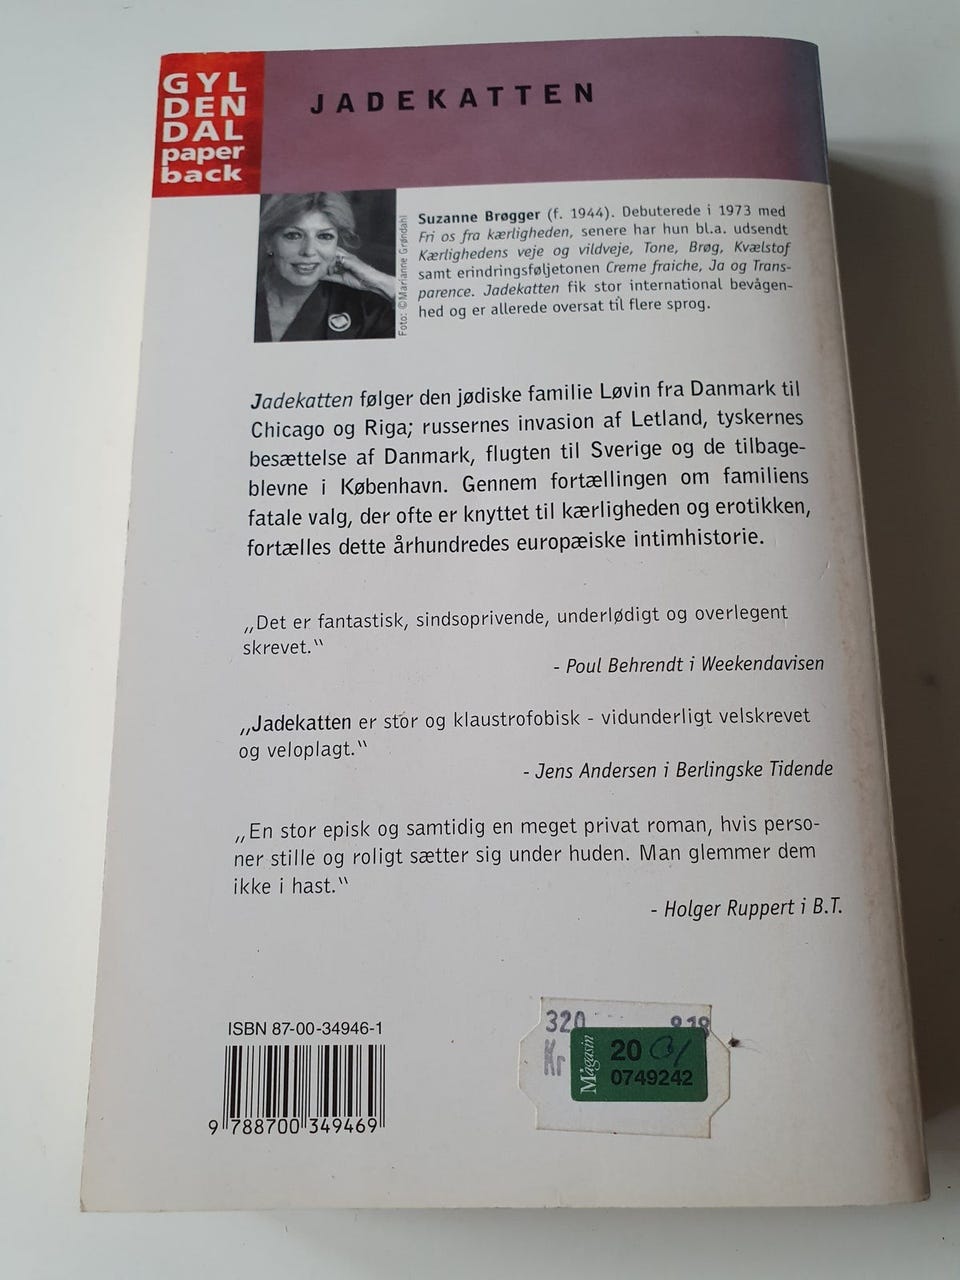 GYL
DEN
DAL
paper
back
JADEKATTEN
Foto: ©Marianne Grøndahl
Suzanne Brøgger (f. 1944). Debuterede i 1973 med
Fri os fra kærligheden, senere har hun bl.a. udsendt
Kærlighedens veje og vildveje, Tone, Brøg, Kvælstof
samt erindringsføljetonen Creme fraiche, Ja og Trans-
parence. Jadekatten fik stor international bevågen-
hed og er allerede oversat til flere sprog.
Jadekatten følger den jødiske familie Løvin fra Danmark til
Chicago og Riga; russernes invasion af Letland, tyskernes
besættelse af Danmark, flugten til Sverige og de tilbage-
blevne i København. Gennem fortællingen om familiens
fatale valg, der ofte er knyttet til kærligheden og erotikken,
fortælles dette århundredes europæiske intimhistorie.
„Det er fantastisk, sindsoprivende, underlødigt og overlegent
skrevet.“
- Poul Behrendt i Weekendavisen
„Jadekatten er stor og klaustrofobisk - vidunderligt velskrevet
og veloplagt.“
- Jens Andersen i Berlingske Tidende
„En stor episk og samtidig en meget privat roman, hvis perso-
ner stille og roligt sætter sig under huden. Man glemmer dem
ikke i hast.“
- Holger Ruppert i B.T.
ISBN 87-00-34946-1
9 788700 349469
320
Kr
Magasin
20 01
0749242